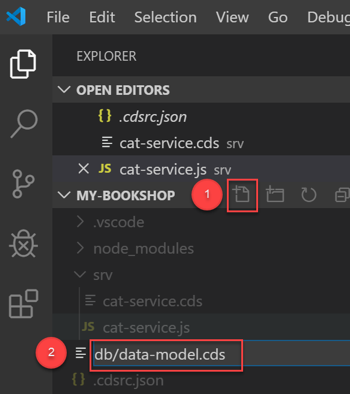 File Edit Selection View Go Debug
EXPLORER
OPEN EDITORS
{} .cdsrc.json
cat-service.cds srv
JS cat-service.js srv
MY-BOOKSHOP 1
.vscode
node_modules
srv
cat-service.cds
JS cat-service.js
2 db/data-model.cds
{} .cdsrc.json